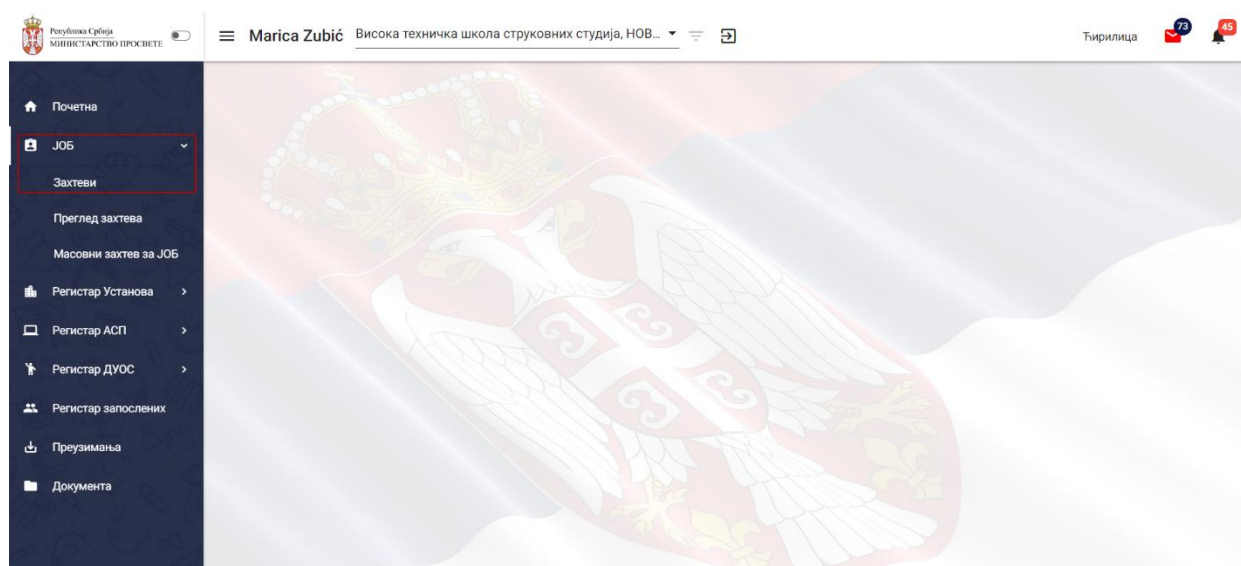 Република Србија
МИНИСТАРСТВО ПРОСВЕТЕ
Marica Zubić
Висока техничка школа струковних студија, НОВ...
Ћирилица
73
45
Почетна
ЈОБ
Захтеви
Преглед захтева
Масовни захтев за ЈОБ
Регистар Установа
Регистар АСП
Регистар ДУОС
Регистар запослених
Преузимања
Документа